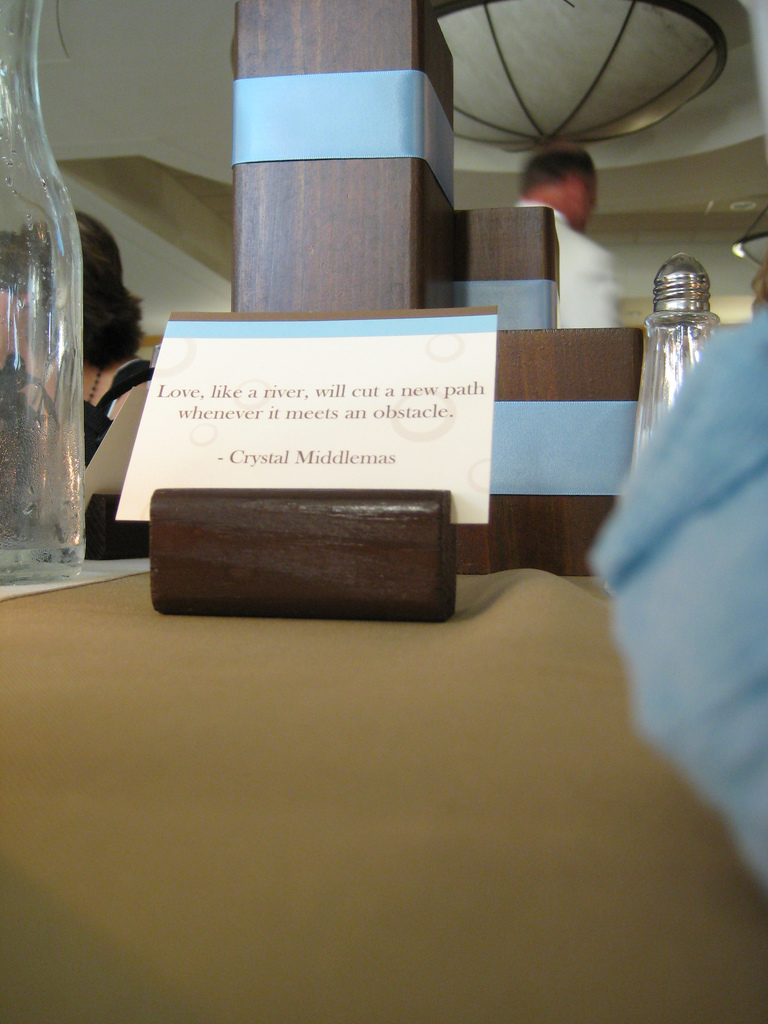 Love, like a river, will cut a new path
whenever it meets an obstacle.
- Crystal Middlemas